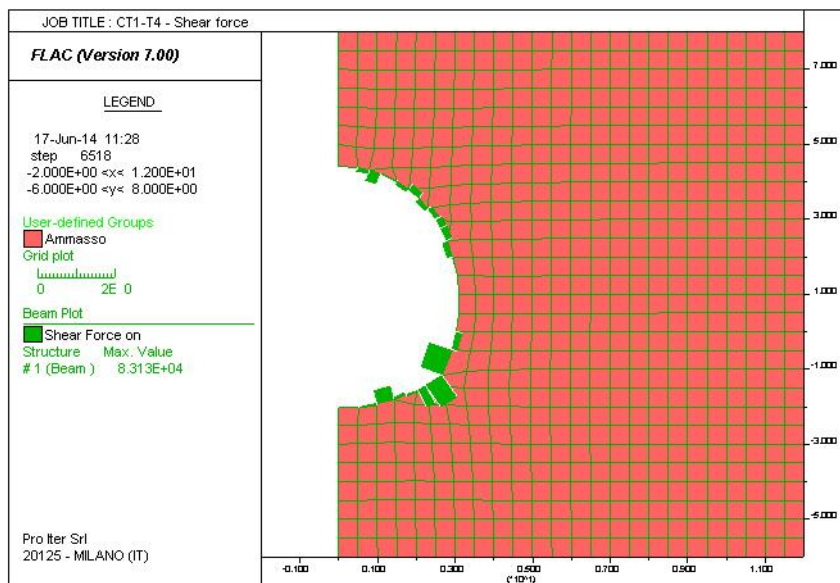 JOB TITLE : CT1-T4 - Shear force
FLAC (Version 7.00)
LEGEND
17-Jun-14 11:28
step 6518
-2.000E+00 <x< 1.200E+01
-6.000E+00 <y< 8.000E+00
User-defined Groups
Ammasso
Grid plot
0 2E 0
Beam Plot
Shear Force on
Structure Max. Value
# 1 (Beam ) 8.313E+04
Pro Iter Srl
20125 - MILANO (IT)
7.000
5.000
3.000
1.000
-1.000
-3.000
-5.000
-0.100 0.100 0.300 0.500 0.700 0.900 1.100
(*10^1)